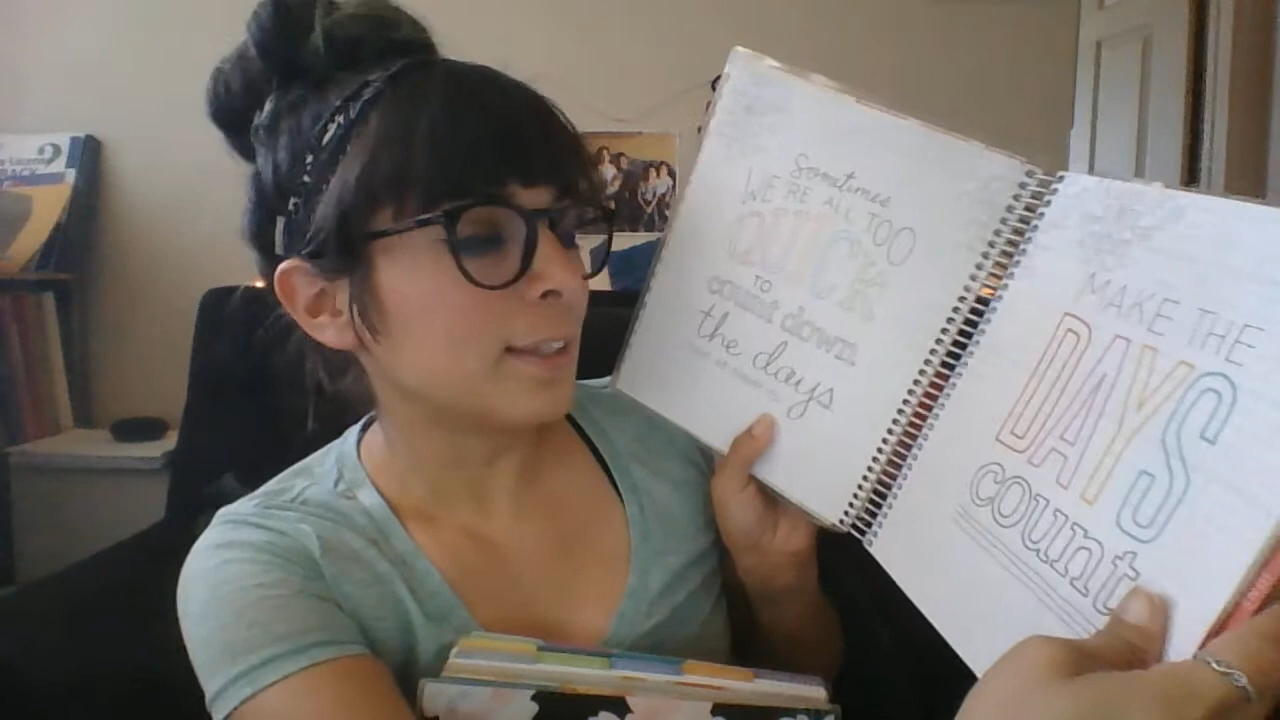 Sometimes
WE'RE ALL TOO
QUICK
TO
count down
the days
MAKE THE
DAYS
count